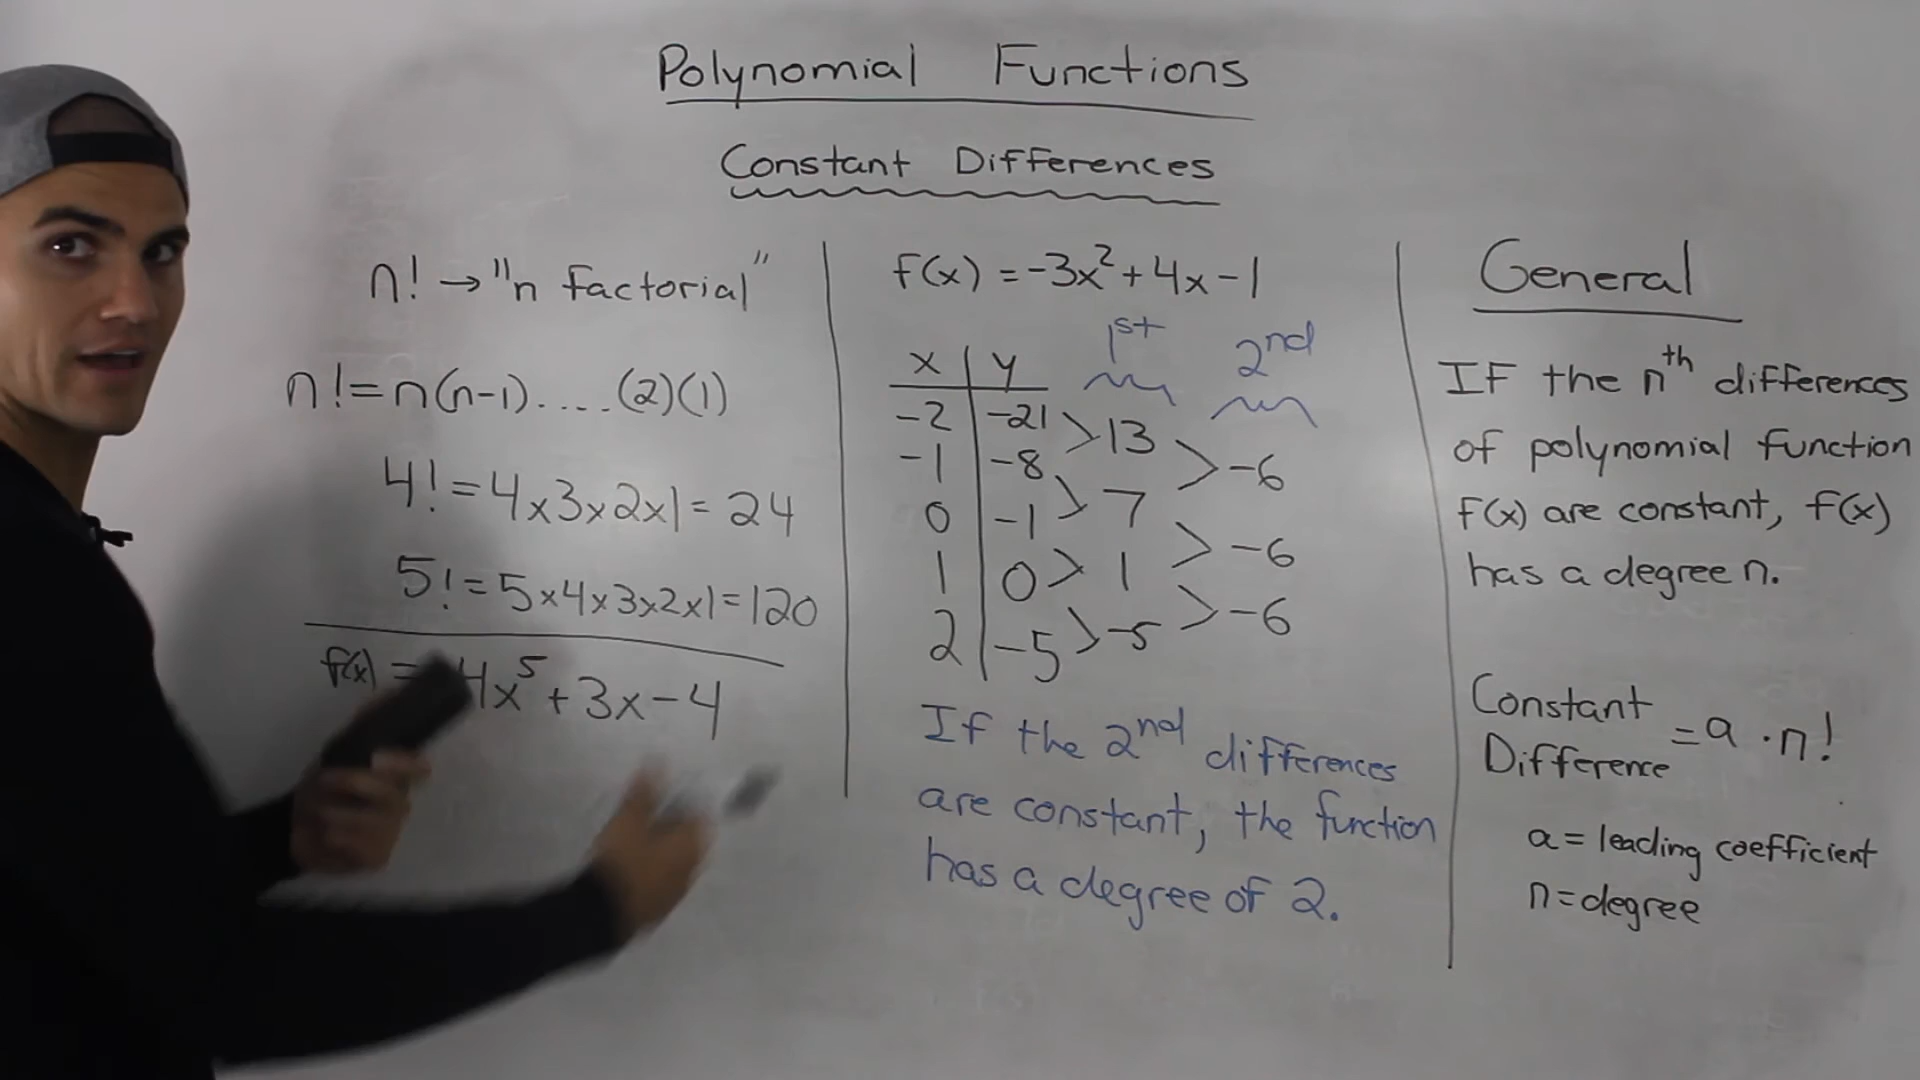 Polynomial Functions
Constant Differences
n! → "n factorial"
n! = n(n-1).....(2)(1)
4! = 4x3x2x1 = 24
5! = 5x4x3x2x1 = 120
f(x) = 4x⁵ + 3x - 4
f(x) = -3x² + 4x - 1
1st 2nd
x y
-2 -21 > 13
-1 -8 > -6
0 -1 > 7
> -6
1 0 > 1
> -6
2 -5 > -5
If the 2nd differences
are constant, the function
has a degree of 2.
General
If the nth differences
of polynomial function
f(x) are constant, f(x)
has a degree n.
Constant
Difference = a · n!
a = leading coefficient
n = degree